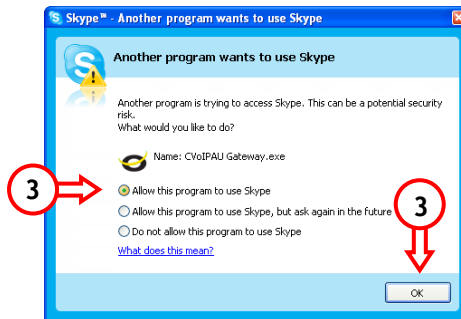 Skype™ - Another program wants to use Skype
Another program wants to use Skype
Another program is trying to access Skype. This can be a potential security
risk.
What would you like to do?
Name: CVoIPAU Gateway.exe
3
Allow this program to use Skype
Allow this program to use Skype, but ask again in the future
3
Do not allow this program to use Skype
What does this mean?
OK